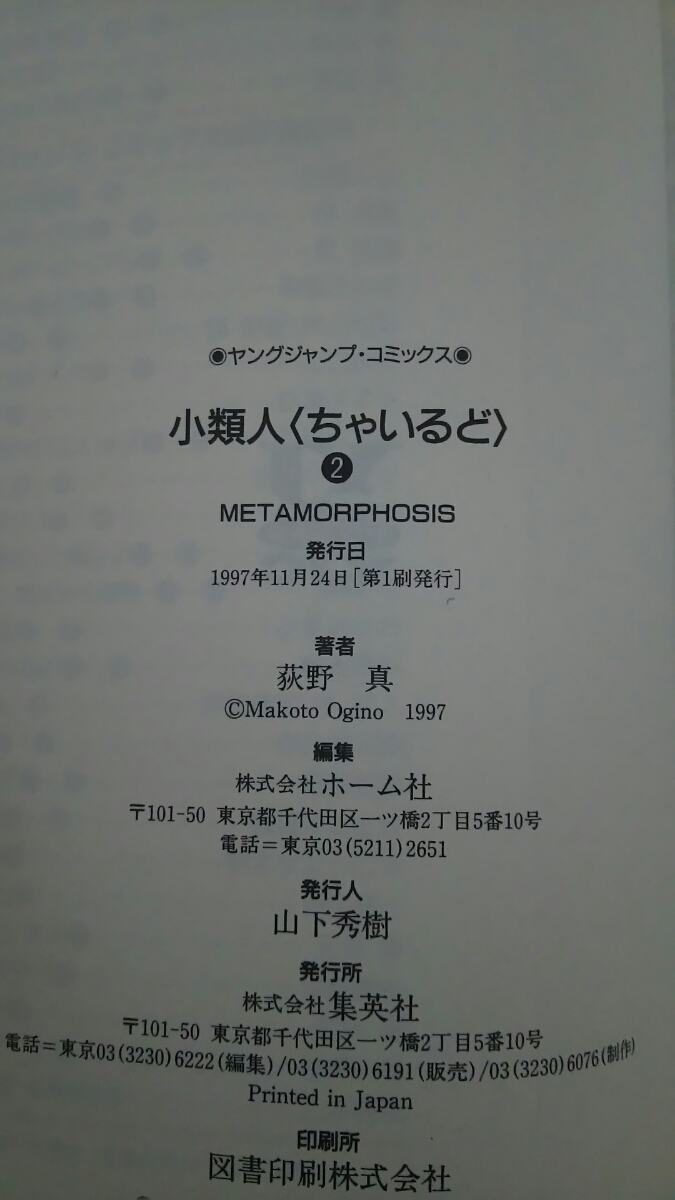 ◉ヤングジャンプ・コミックス◉
小類人〈ちゃいるど〉
❷
METAMORPHOSIS
発行日
1997年11月24日[第1刷発行]
著者
荻野　真
©Makoto Ogino 1997
編集
株式会社ホーム社
〒101-50 東京都千代田区一ツ橋2丁目5番10号
電話＝東京03(5211)2651
発行人
山下秀樹
発行所
株式会社集英社
〒101-50 東京都千代田区一ツ橋2丁目5番10号
電話＝東京03(3230)6222(編集)/03(3230)6191(販売)/03(3230)6076(制作)
Printed in Japan
印刷所
図書印刷株式会社